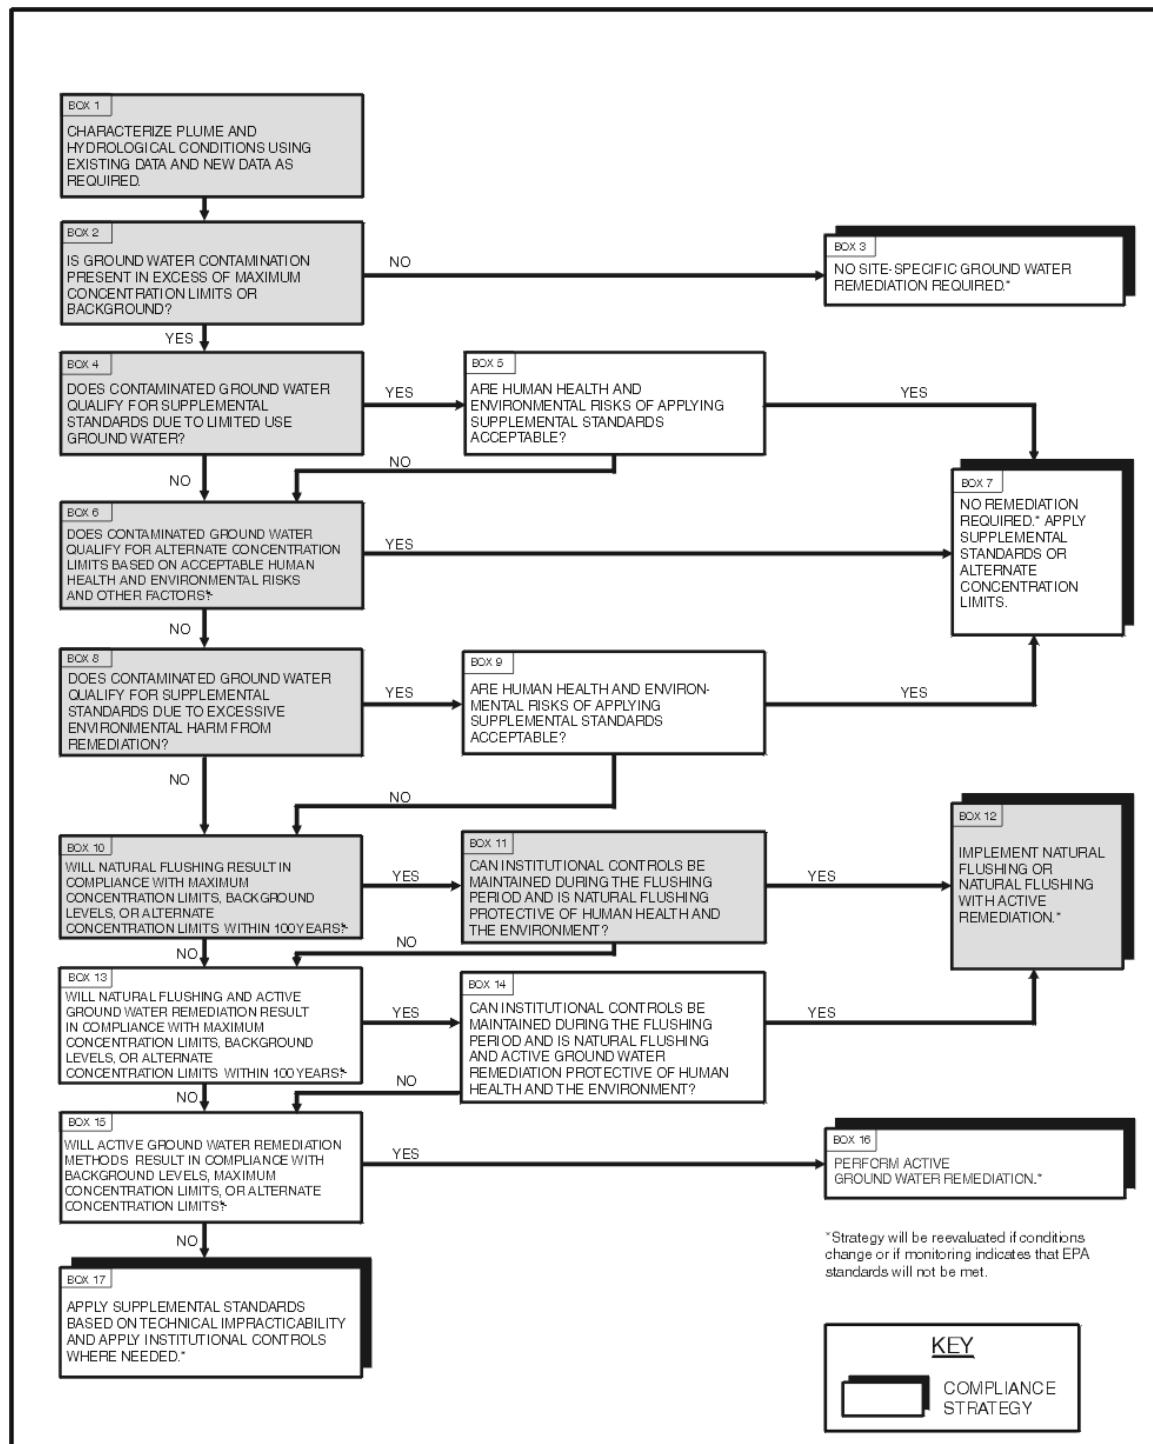 BOX 1
CHARACTERIZE PLUME AND
HYDROLOGICAL CONDITIONS USING
EXISTING DATA AND NEW DATA AS
REQUIRED.
BOX 2
IS GROUND WATER CONTAMINATION
PRESENT IN EXCESS OF MAXIMUM
CONCENTRATION LIMITS OR
BACKGROUND?
NO
BOX 3
NO SITE-SPECIFIC GROUND WATER
REMEDIATION REQUIRED.*
YES
BOX 4
DOES CONTAMINATED GROUND WATER
QUALIFY FOR SUPPLEMENTAL
STANDARDS DUE TO LIMITED USE
GROUND WATER?
YES
BOX 5
ARE HUMAN HEALTH AND
ENVIRONMENTAL RISKS OF APPLYING
SUPPLEMENTAL STANDARDS
ACCEPTABLE?
YES
NO
NO
BOX 6
DOES CONTAMINATED GROUND WATER
QUALIFY FOR ALTERNATE CONCENTRATION
LIMITS BASED ON ACCEPTABLE HUMAN
HEALTH AND ENVIRONMENTAL RISKS
AND OTHER FACTORS?
YES
BOX 7
NO REMEDIATION
REQUIRED.* APPLY
SUPPLEMENTAL
STANDARDS OR
ALTERNATE
CONCENTRATION
LIMITS.
NO
BOX 8
DOES CONTAMINATED GROUND WATER
QUALIFY FOR SUPPLEMENTAL
STANDARDS DUE TO EXCESSIVE
ENVIRONMENTAL HARM FROM
REMEDIATION?
YES
BOX 9
ARE HUMAN HEALTH AND ENVIRON-
MENTAL RISKS OF APPLYING
SUPPLEMENTAL STANDARDS
ACCEPTABLE?
YES
NO
NO
BOX 10
WILL NATURAL FLUSHING RESULT IN
COMPLIANCE WITH MAXIMUM
CONCENTRATION LIMITS, BACKGROUND
LEVELS, OR ALTERNATE
CONCENTRATION LIMITS WITHIN 100 YEARS?
YES
BOX 11
CAN INSTITUTIONAL CONTROLS BE
MAINTAINED DURING THE FLUSHING
PERIOD AND IS NATURAL FLUSHING
PROTECTIVE OF HUMAN HEALTH AND
THE ENVIRONMENT?
YES
BOX 12
IMPLEMENT NATURAL
FLUSHING OR
NATURAL FLUSHING
WITH ACTIVE
REMEDIATION.*
NO
NO
BOX 13
WILL NATURAL FLUSHING AND ACTIVE
GROUND WATER REMEDIATION RESULT
IN COMPLIANCE WITH MAXIMUM
CONCENTRATION LIMITS, BACKGROUND
LEVELS, OR ALTERNATE
CONCENTRATION LIMITS WITHIN 100 YEARS?
YES
BOX 14
CAN INSTITUTIONAL CONTROLS BE
MAINTAINED DURING THE FLUSHING
PERIOD AND IS NATURAL FLUSHING
AND ACTIVE GROUND WATER
REMEDIATION PROTECTIVE OF HUMAN
HEALTH AND THE ENVIRONMENT?
YES
NO
NO
BOX 15
WILL ACTIVE GROUND WATER REMEDIATION
METHODS RESULT IN COMPLIANCE WITH
BACKGROUND LEVELS, MAXIMUM
CONCENTRATION LIMITS, OR ALTERNATE
CONCENTRATION LIMITS?
YES
BOX 16
PERFORM ACTIVE
GROUND WATER REMEDIATION.*
NO
BOX 17
APPLY SUPPLEMENTAL STANDARDS
BASED ON TECHNICAL IMPRACTICABILITY
AND APPLY INSTITUTIONAL CONTROLS
WHERE NEEDED.*
*Strategy will be reevaluated if conditions
change or if monitoring indicates that EPA
standards will not be met.
KEY
COMPLIANCE
STRATEGY